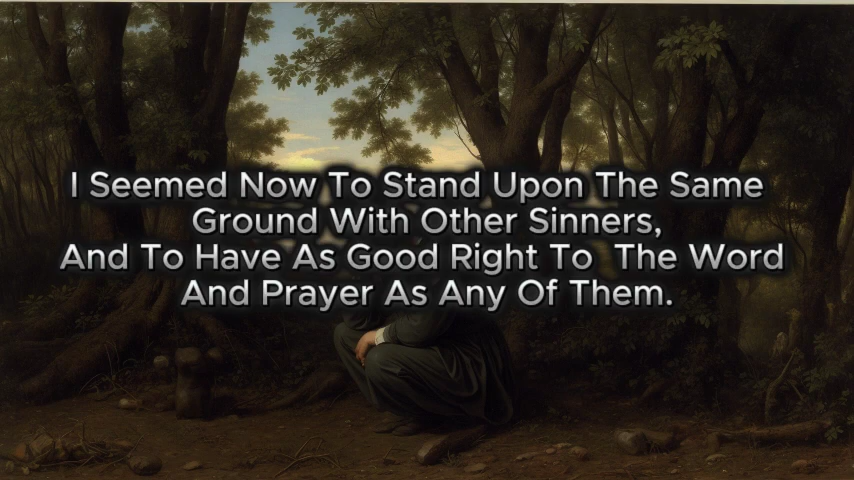 I Seemed Now To Stand Upon The Same
Ground With Other Sinners,
And To Have As Good Right To  The Word
And Prayer As Any Of Them.